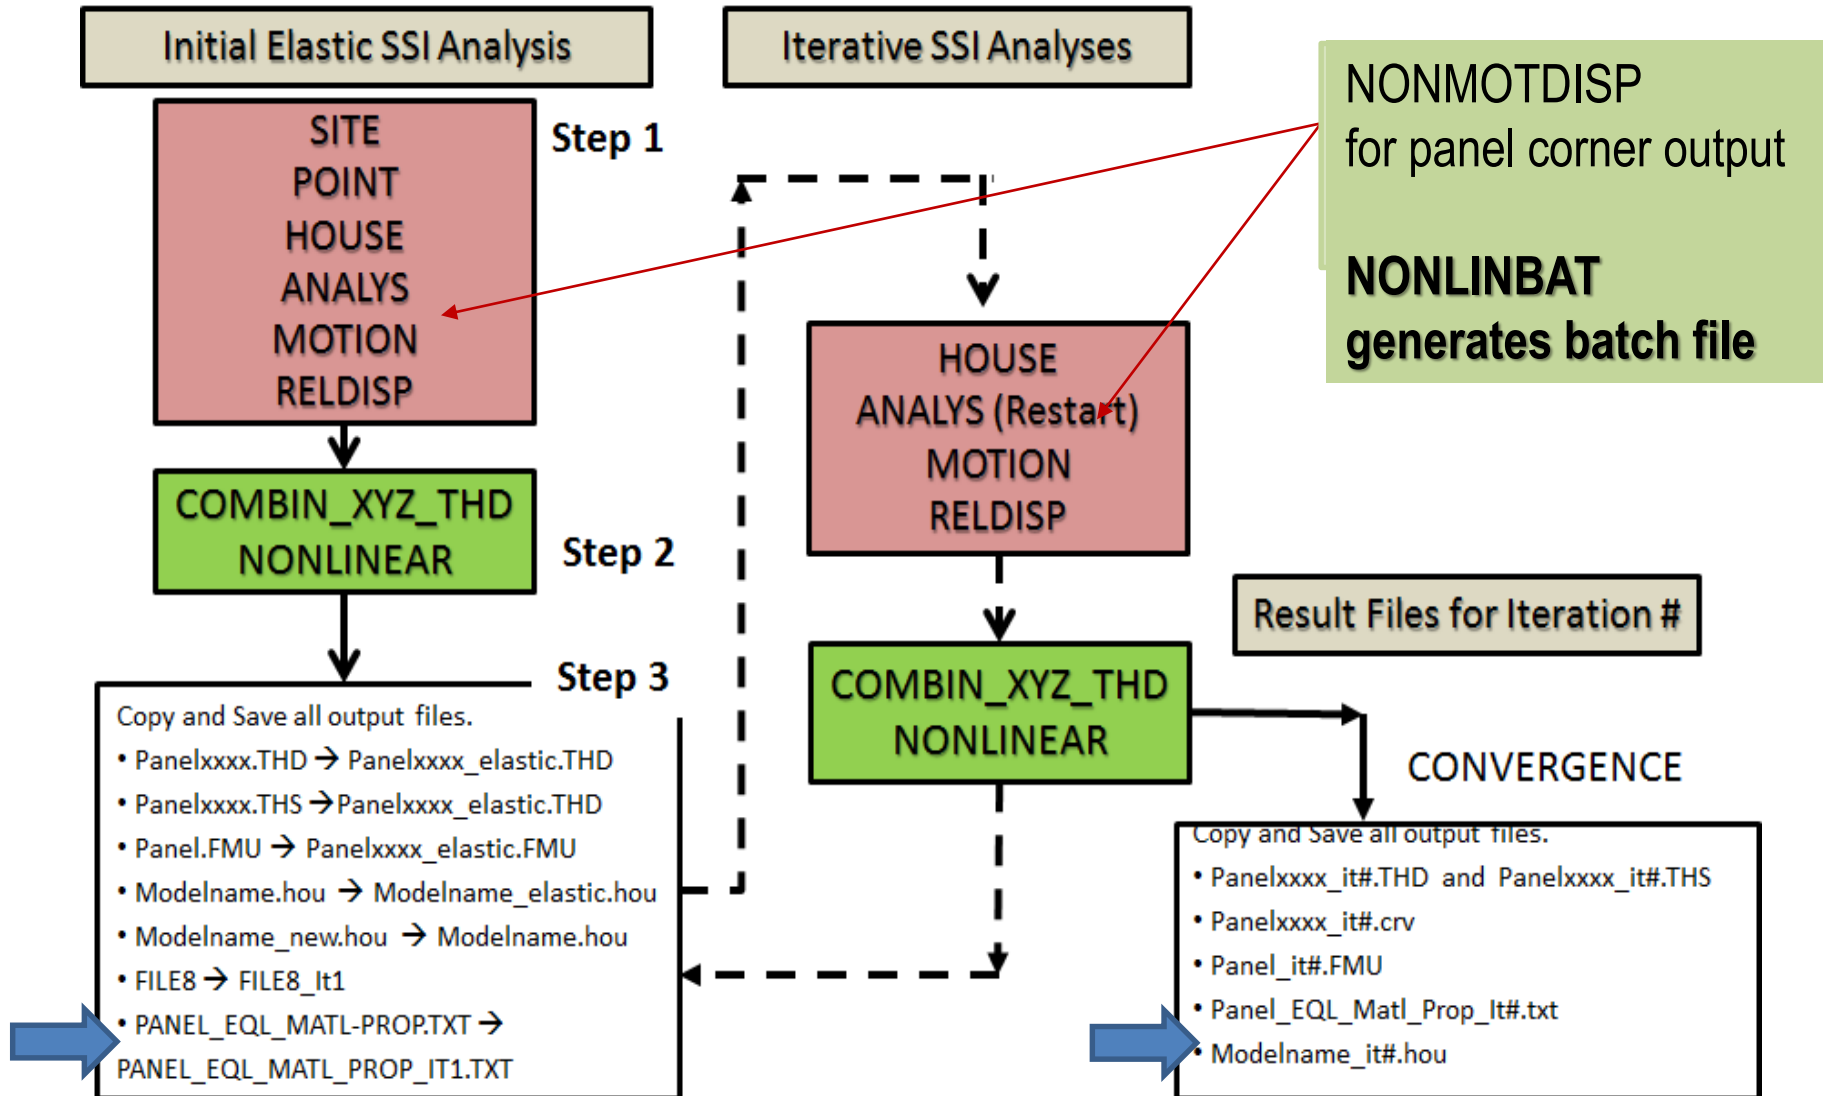 Initial Elastic SSI Analysis
SITE
POINT
HOUSE
ANALYS
MOTION
RELDISP
Step 1
COMBIN_XYZ_THD
NONLINEAR
Step 2
Step 3
Copy and Save all output files.
• Panelxxxx.THD → Panelxxxx_elastic.THD
• Panelxxxx.THS →Panelxxxx_elastic.THD
• Panel.FMU → Panelxxxx_elastic.FMU
• Modelname.hou → Modelname_elastic.hou
• Modelname_new.hou → Modelname.hou
• FILE8 → FILE8_It1
• PANEL_EQL_MATL-PROP.TXT →
PANEL_EQL_MATL_PROP_IT1.TXT
Iterative SSI Analyses
HOUSE
ANALYS (Restart)
MOTION
RELDISP
COMBIN_XYZ_THD
NONLINEAR
NONMOTDISP
for panel corner output
NONLINBAT
generates batch file
Result Files for Iteration #
CONVERGENCE
Copy and Save all output files.
• Panelxxxx_it#.THD and Panelxxxx_it#.THS
• Panelxxxx_it#.crv
• Panel_it#.FMU
• Panel_EQL_Matl_Prop_It#.txt
• Modelname_it#.hou